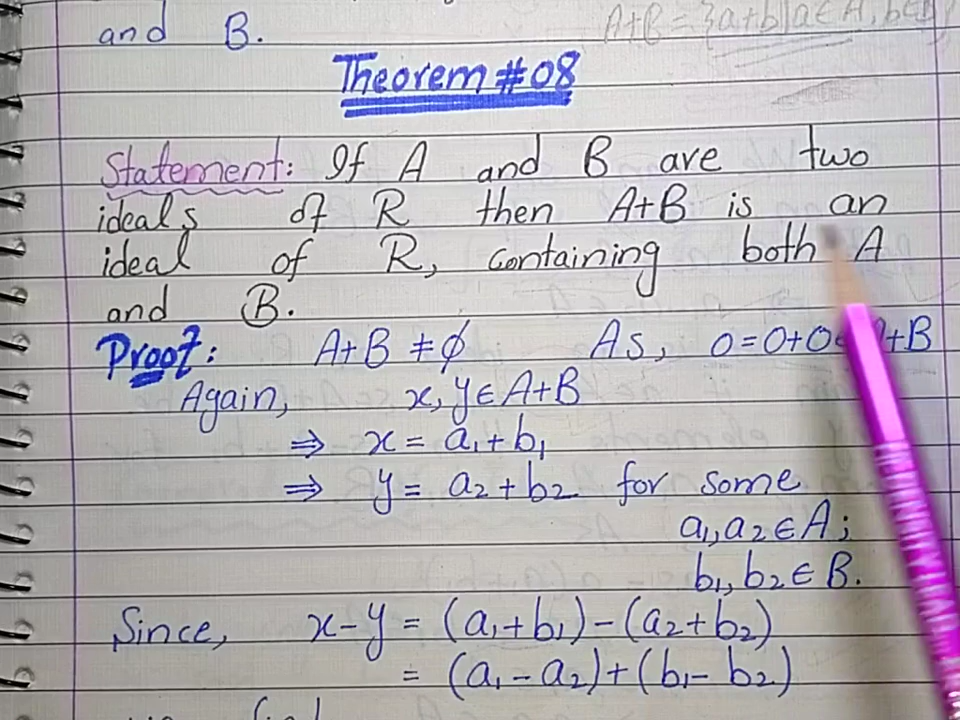 A+B = {a+b|a∈A, b∈B}
and B.
Theorem # 08
Statement: If A and B are two
ideals of R then A+B is an
ideal of R, containing both A
and B.
Proof: A+B ≠ ϕ As, 0=0+0 A+B
Again, x, y ∈ A+B
⇒ x = a₁+b₁
⇒ y = a₂+b₂ for some
a₁, a₂ ∈ A;
b₁, b₂ ∈ B.
Since, x-y = (a₁+b₁)-(a₂+b₂)
= (a₁-a₂)+(b₁-b₂)